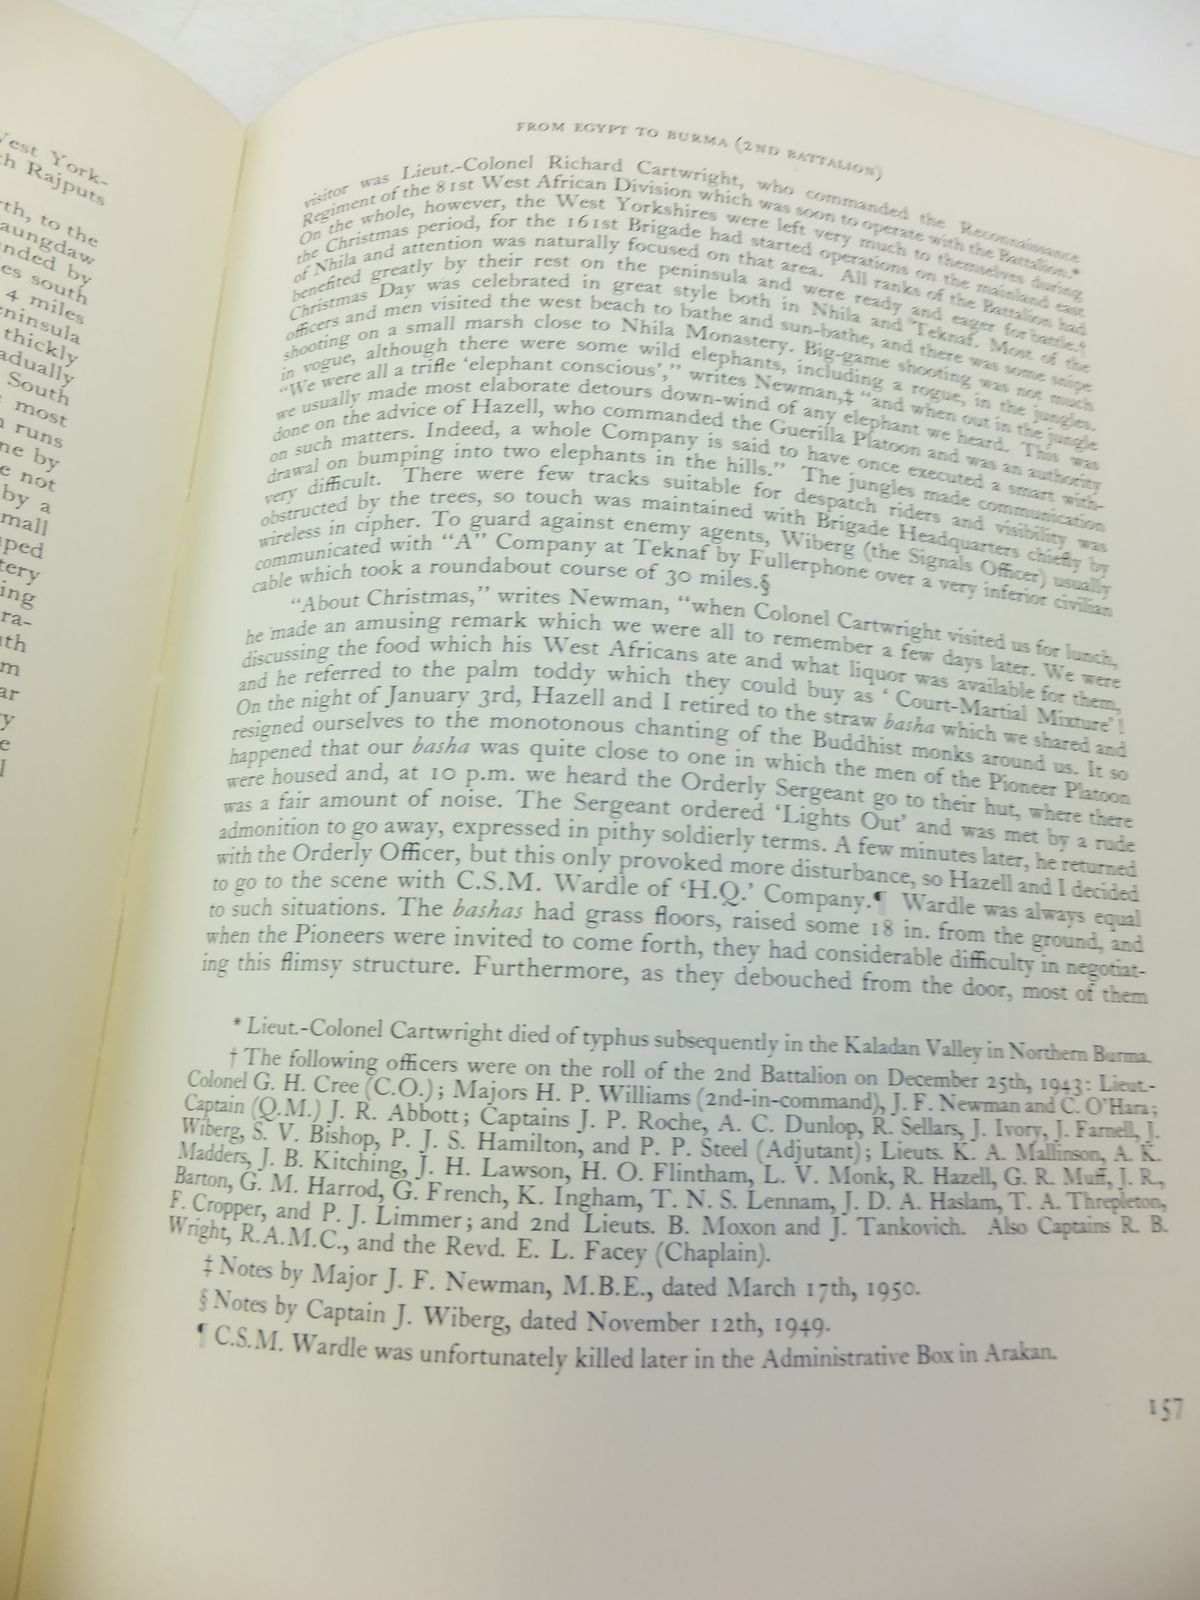 West York-
th Rajputs
rth, to the
aungdaw
unded by
es south
4 miles
eninsula
thickly
adually
South
most
runs
ne by
e not
by a
small
ped
tery
ing
ra-
uth
m
ar
y
e
l
FROM EGYPT TO BURMA (2ND BATTALION)
visitor was Lieut.-Colonel Richard Cartwright, who commanded the Reconnaissance
Regiment of the 81st West African Division which was soon to operate with the Battalion.*
On the whole, however, the West Yorkshires were left very much to themselves during
the Christmas period, for the 161st Brigade had started operations on the mainland east
of Nhila and attention was naturally focused on that area. All ranks of the Battalion had
benefited greatly by their rest on the peninsula and were ready and eager for battle.†
Christmas Day was celebrated in great style both in Nhila and Teknaf. Most of the
officers and men visited the west beach to bathe and sun-bathe, and there was some snipe
shooting on a small marsh close to Nhila Monastery. Big-game shooting was not much
in vogue, although there were some wild elephants, including a rogue, in the jungles.
“We were all a trifle ‘elephant conscious’,” writes Newman,‡ “and when out in the jungle
we usually made most elaborate detours down-wind of any elephant we heard. This was
done on the advice of Hazell, who commanded the Guerilla Platoon and was an authority
on such matters. Indeed, a whole Company is said to have once executed a smart with-
drawal on bumping into two elephants in the hills.” The jungles made communication
very difficult. There were few tracks suitable for despatch riders and visibility was
obstructed by the trees, so touch was maintained with Brigade Headquarters chiefly by
wireless in cipher. To guard against enemy agents, Wiberg (the Signals Officer) usually
communicated with “A” Company at Teknaf by Fullerphone over a very inferior civilian
cable which took a roundabout course of 30 miles.§
“About Christmas,” writes Newman, “when Colonel Cartwright visited us for lunch,
he made an amusing remark which we were all to remember a few days later. We were
discussing the food which his West Africans ate and what liquor was available for them,
and he referred to the palm toddy which they could buy as ‘ Court-Martial Mixture’ !
On the night of January 3rd, Hazell and I retired to the straw basha which we shared and
resigned ourselves to the monotonous chanting of the Buddhist monks around us. It so
happened that our basha was quite close to one in which the men of the Pioneer Platoon
were housed and, at 10 p.m. we heard the Orderly Sergeant go to their hut, where there
was a fair amount of noise. The Sergeant ordered ‘Lights Out’ and was met by a rude
admonition to go away, expressed in pithy soldierly terms. A few minutes later, he returned
with the Orderly Officer, but this only provoked more disturbance, so Hazell and I decided
to go to the scene with C.S.M. Wardle of ‘H.Q.’ Company.¶ Wardle was always equal
to such situations. The bashas had grass floors, raised some 18 in. from the ground, and
when the Pioneers were invited to come forth, they had considerable difficulty in negotiat-
ing this flimsy structure. Furthermore, as they debouched from the door, most of them
* Lieut.-Colonel Cartwright died of typhus subsequently in the Kaladan Valley in Northern Burma.
† The following officers were on the roll of the 2nd Battalion on December 25th, 1943: Lieut.-
Colonel G. H. Cree (C.O.); Majors H. P. Williams (2nd-in-command), J. F. Newman and C. O’Hara;
Captain (Q.M.) J. R. Abbott; Captains J. P. Roche, A. C. Dunlop, R. Sellars, J. Ivory, J. Farnell, J.
Wiberg, S. V. Bishop, P. J. S. Hamilton, and P. P. Steel (Adjutant); Lieuts. K. A. Mallinson, A. K.
Madders, J. B. Kitching, J. H. Lawson, H. O. Flintham, L. V. Monk, R. Hazell, G. R. Muff, J. R.,
Barton, G. M. Harrod, G. French, K. Ingham, T. N. S. Lennam, J. D. A. Haslam, T. A. Threpleton,
F. Cropper, and P. J. Limmer; and 2nd Lieuts. B. Moxon and J. Tankovich. Also Captains R. B.
Wright, R.A.M.C., and the Revd. E. L. Facey (Chaplain).
‡ Notes by Major J. F. Newman, M.B.E., dated March 17th, 1950.
§ Notes by Captain J. Wiberg, dated November 12th, 1949.
¶ C.S.M. Wardle was unfortunately killed later in the Administrative Box in Arakan.
157